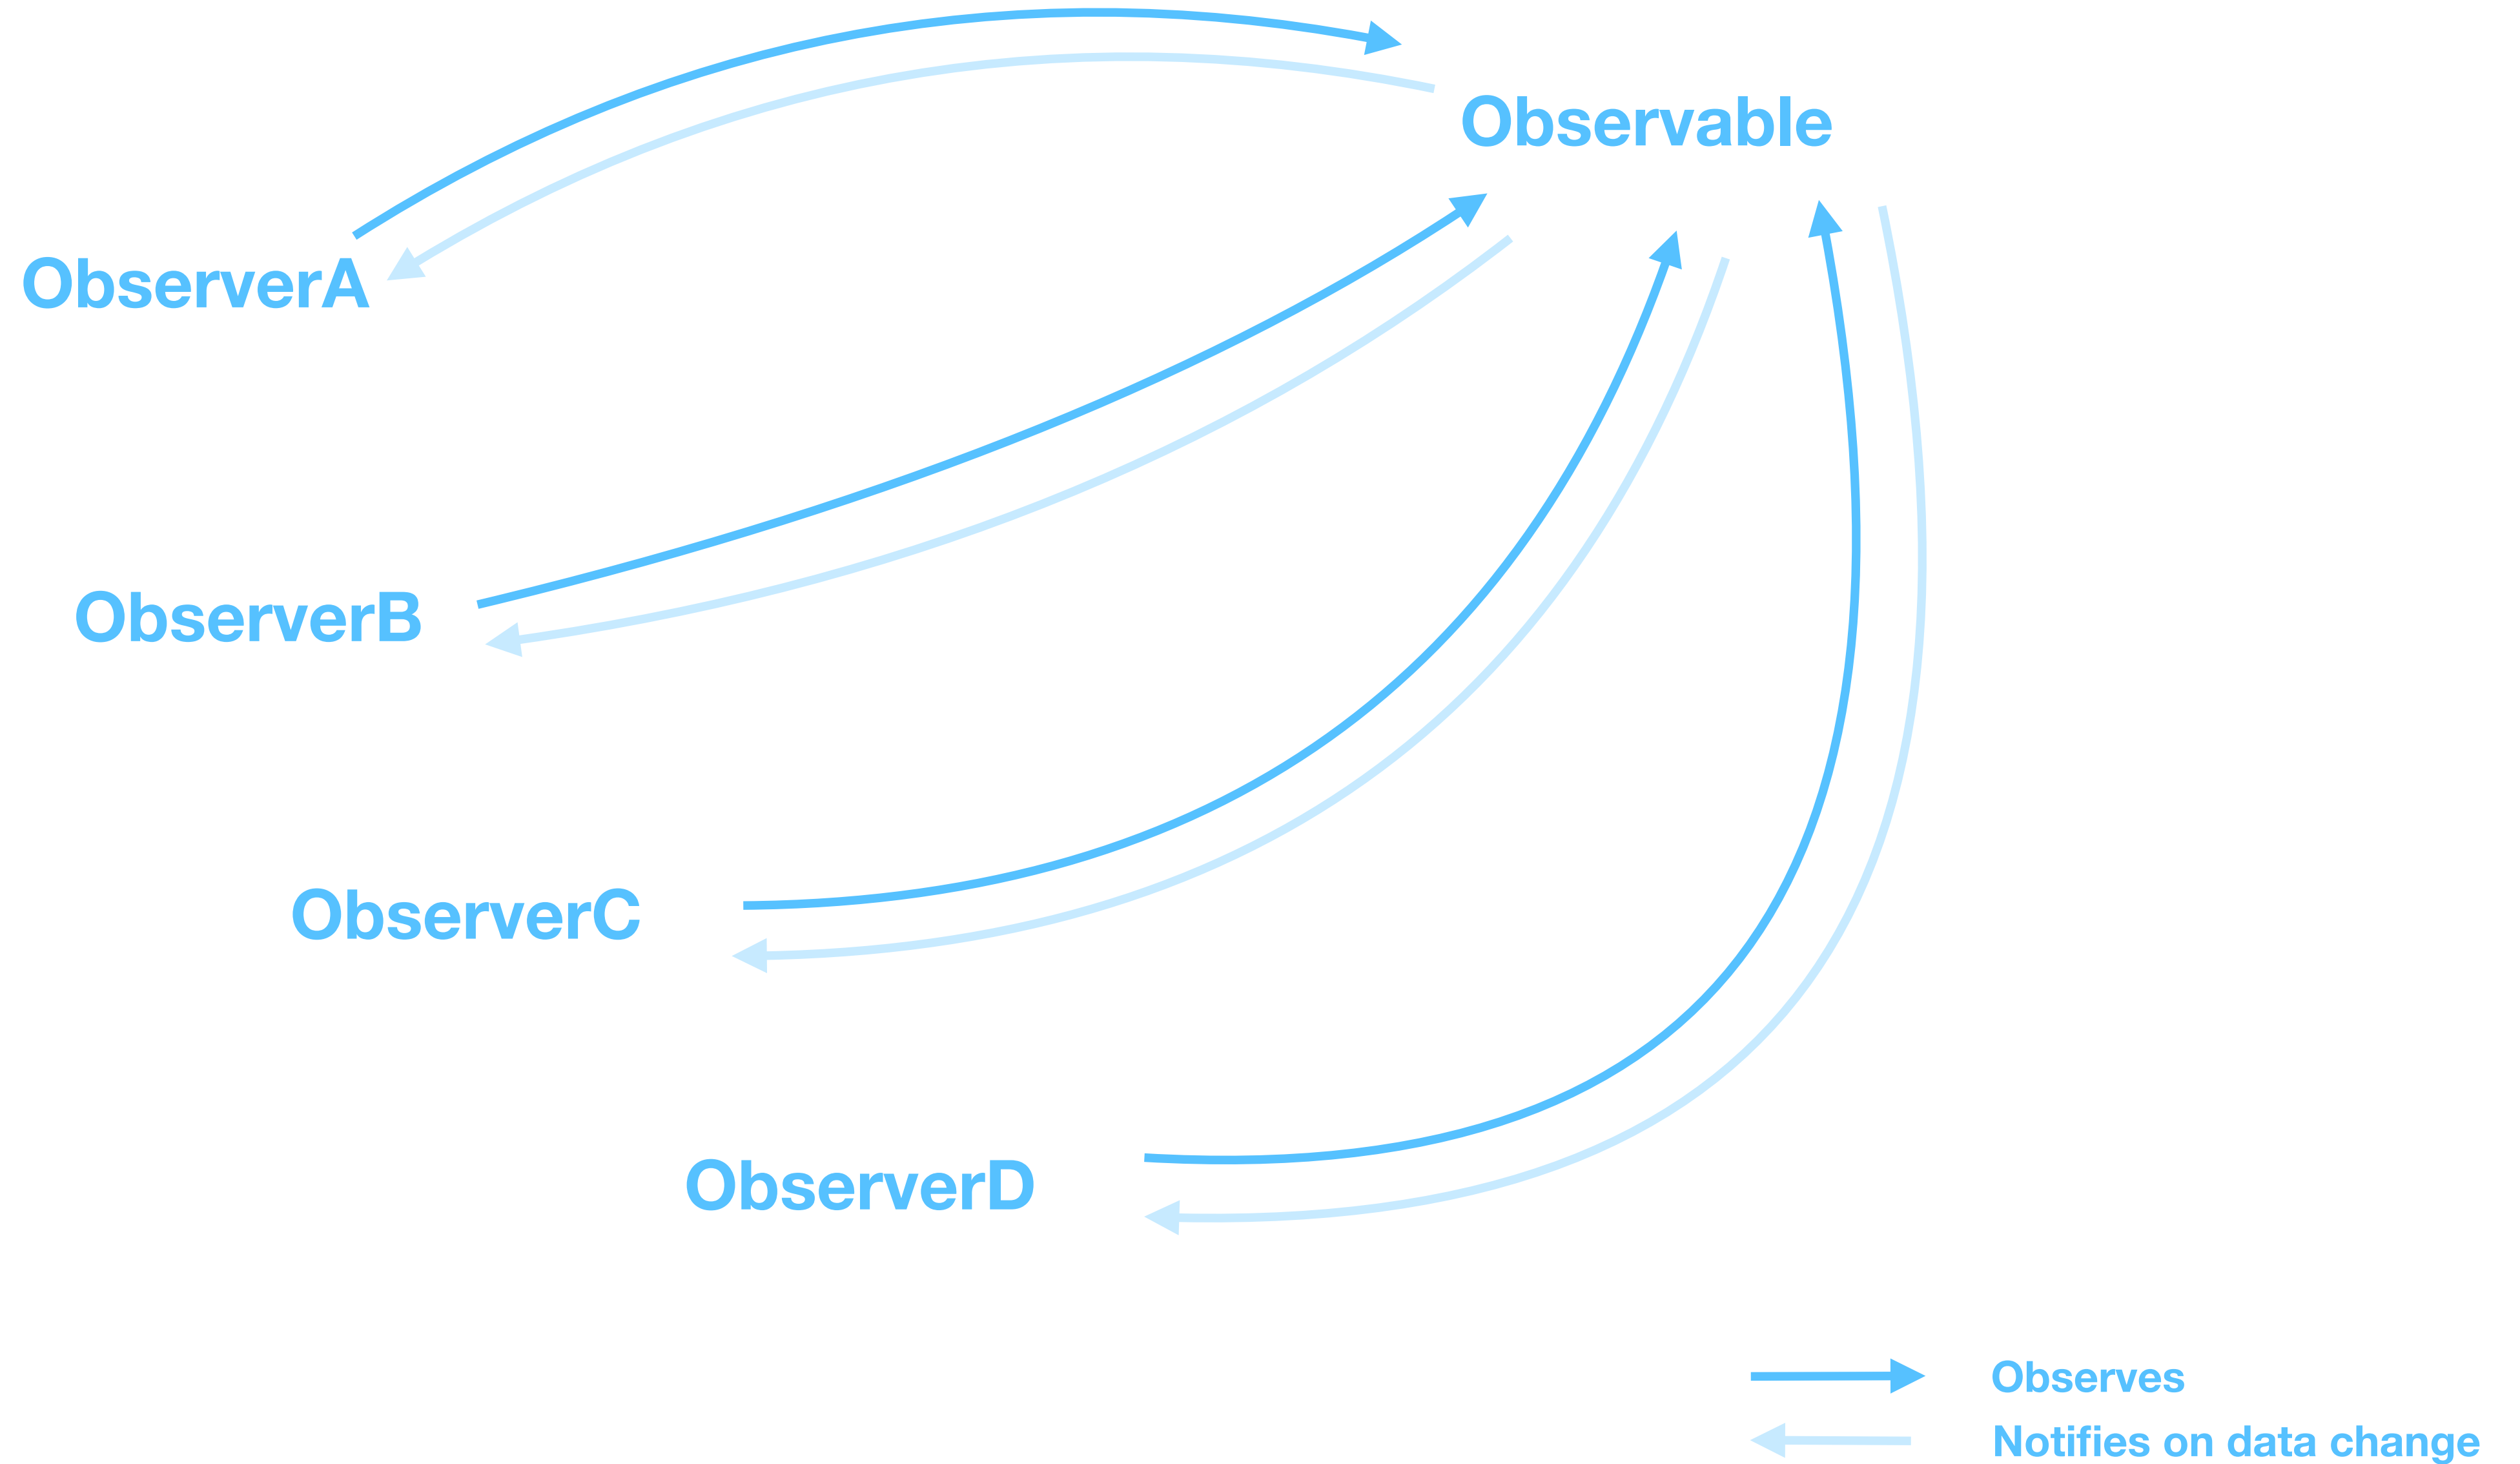 Observable
ObserverA
ObserverB
ObserverC
ObserverD
Observes
Notifies on data change